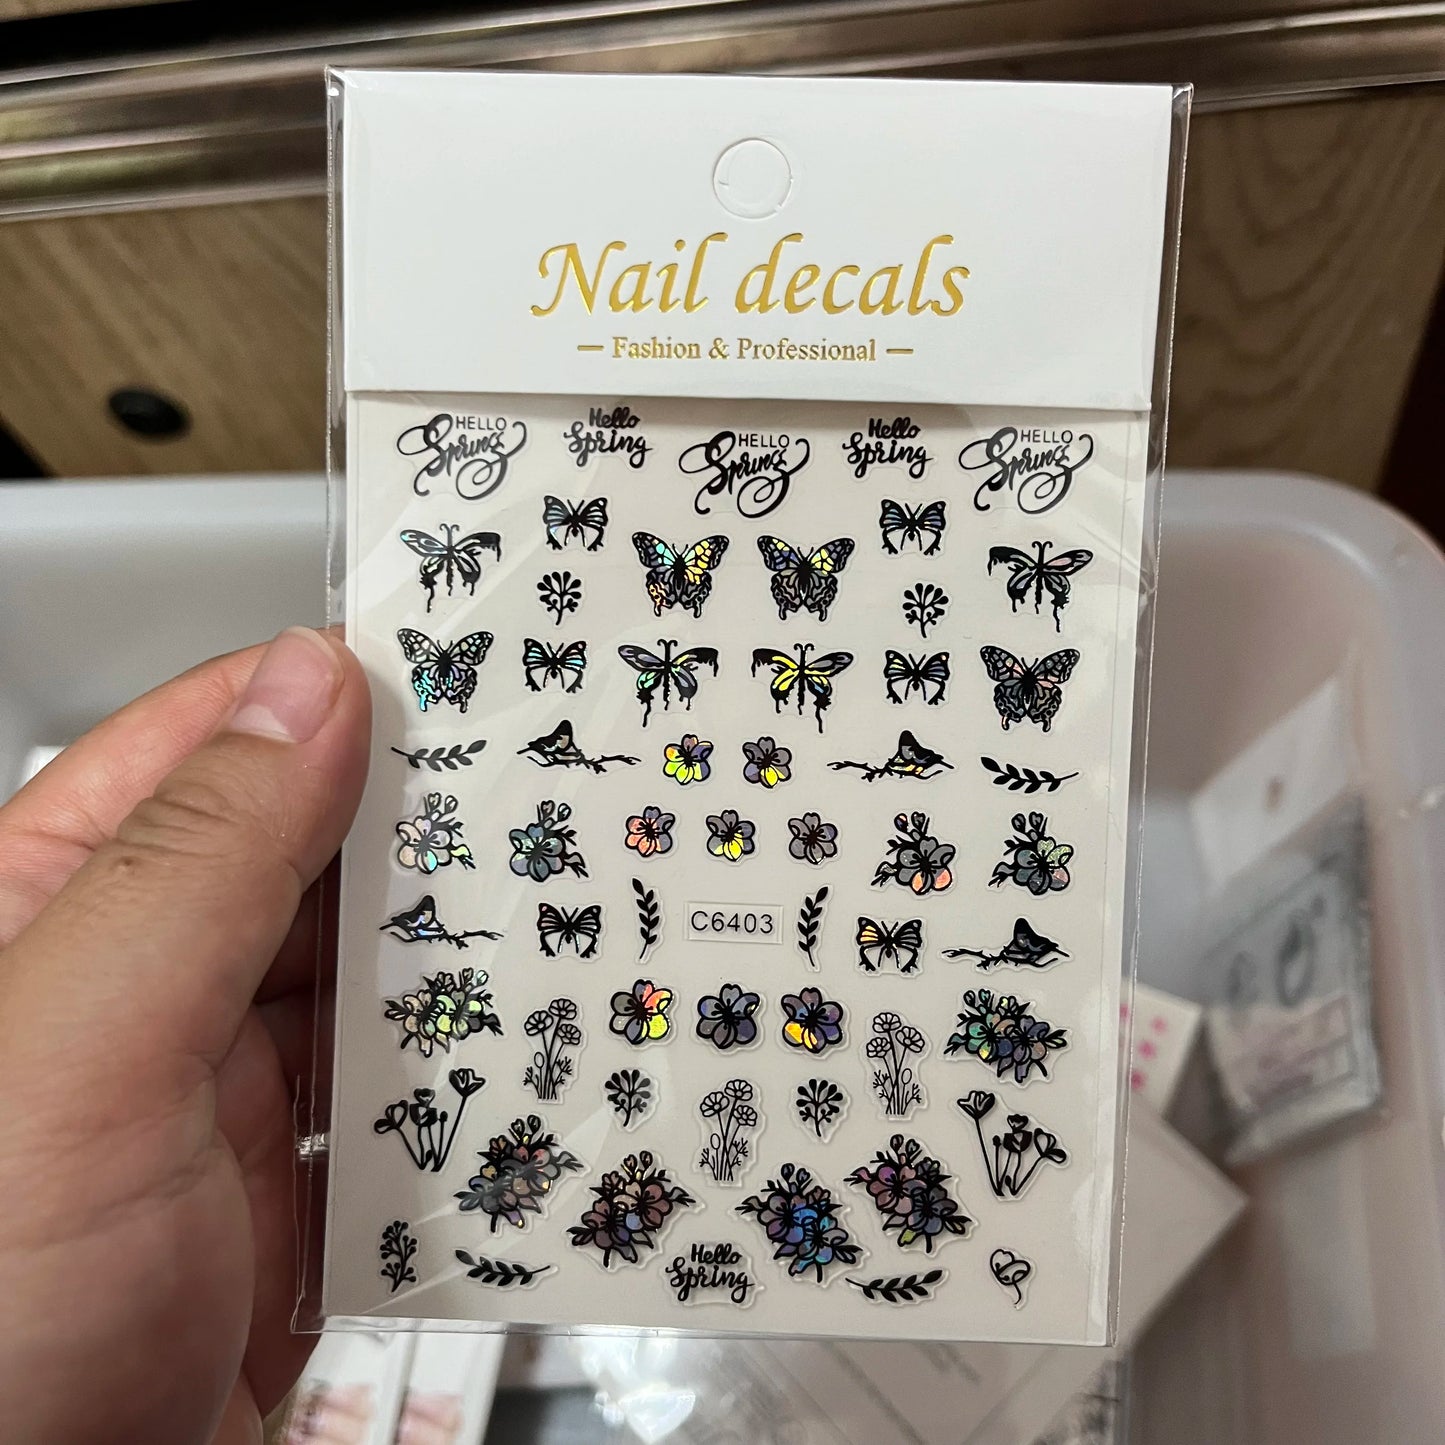 Nail decals
— Fashion & Professional —
HELLO
Spring
Hello
Spring
HELLO
Spring
Hello
Spring
HELLO
Spring
C6403
Hello
Spring